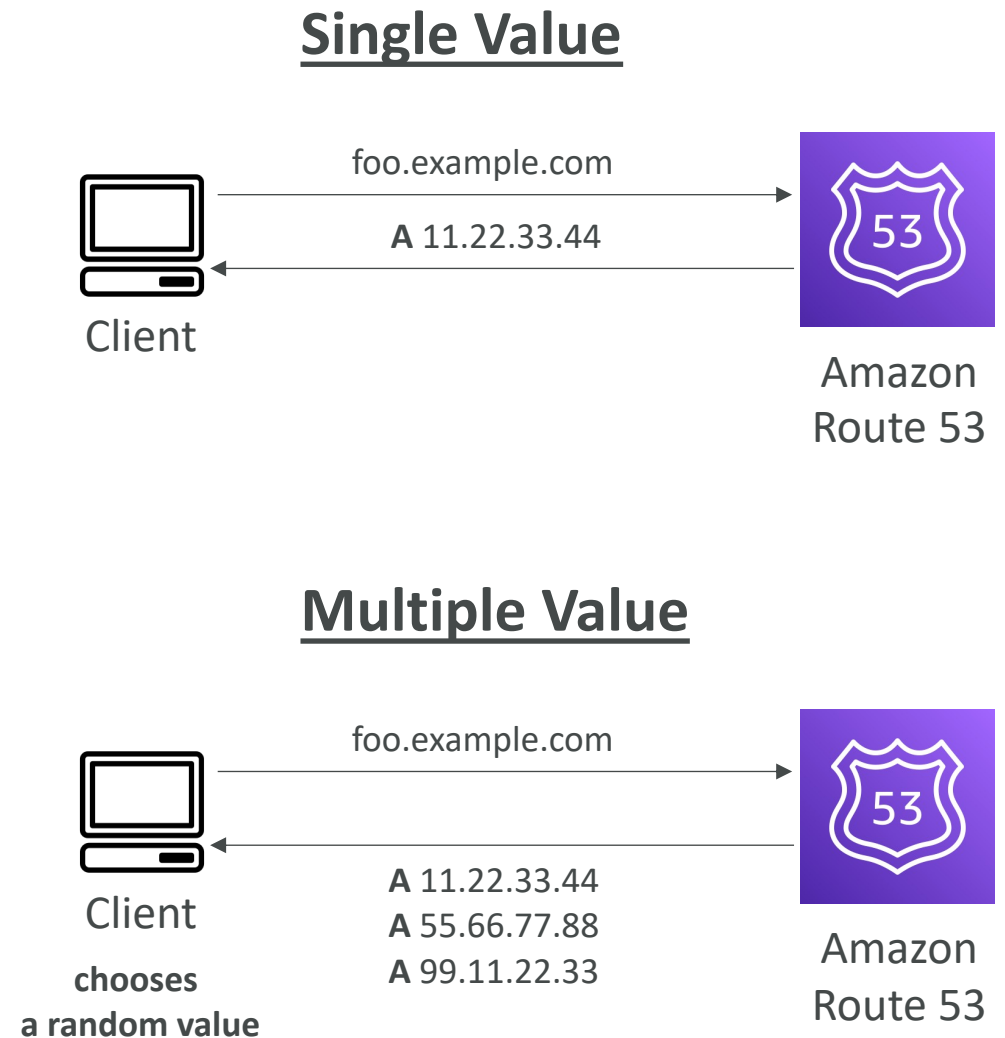 Single Value
foo.example.com
A 11.22.33.44
53
Client
Amazon
Route 53
Multiple Value
foo.example.com
53
A 11.22.33.44
A 55.66.77.88
A 99.11.22.33
Client
chooses
a random value
Amazon
Route 53